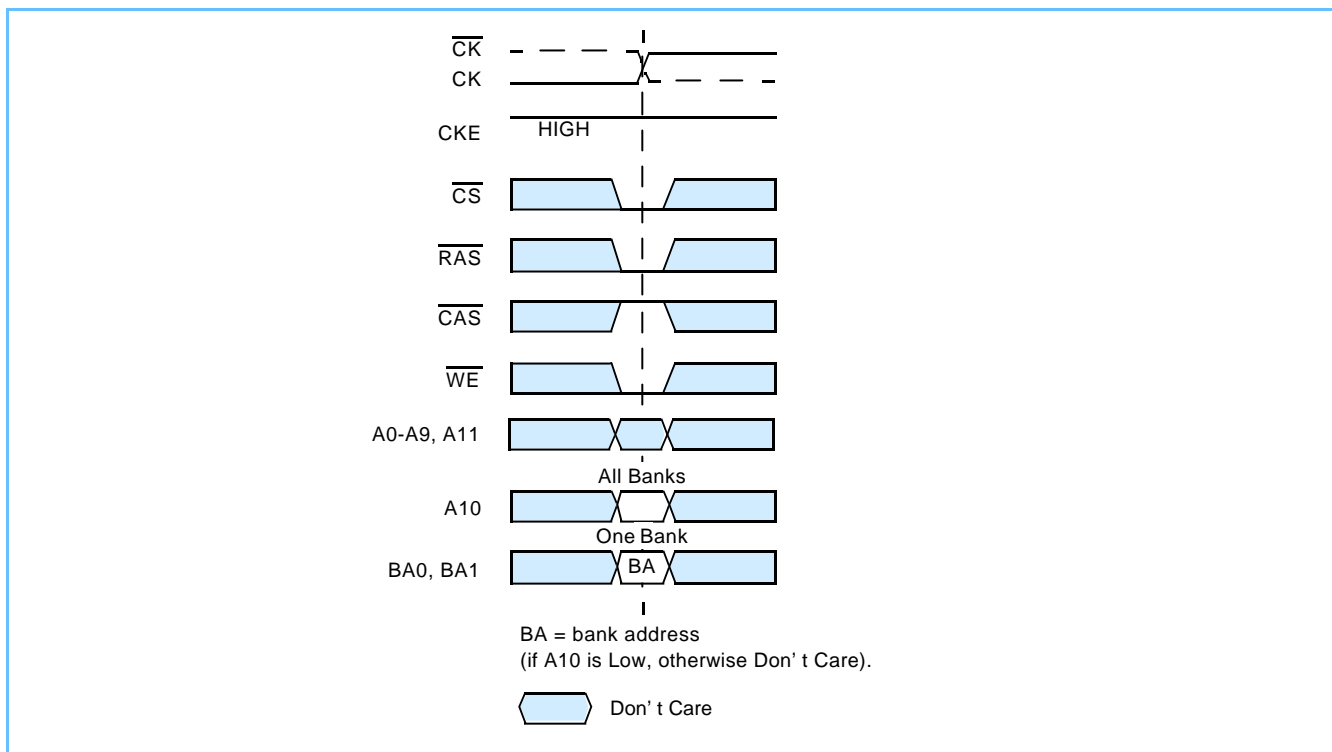 CK
CK
CKE HIGH
CS
RAS
CAS
WE
A0-A9, A11
All Banks
A10
One Bank
BA0, BA1 BA
BA = bank address
(if A10 is Low, otherwise Don' t Care).
Don' t Care